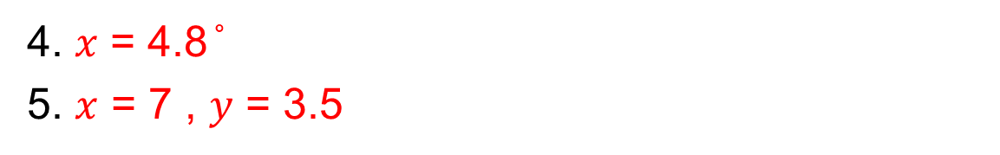 4. x = 4.8°
5. x = 7 , y = 3.5